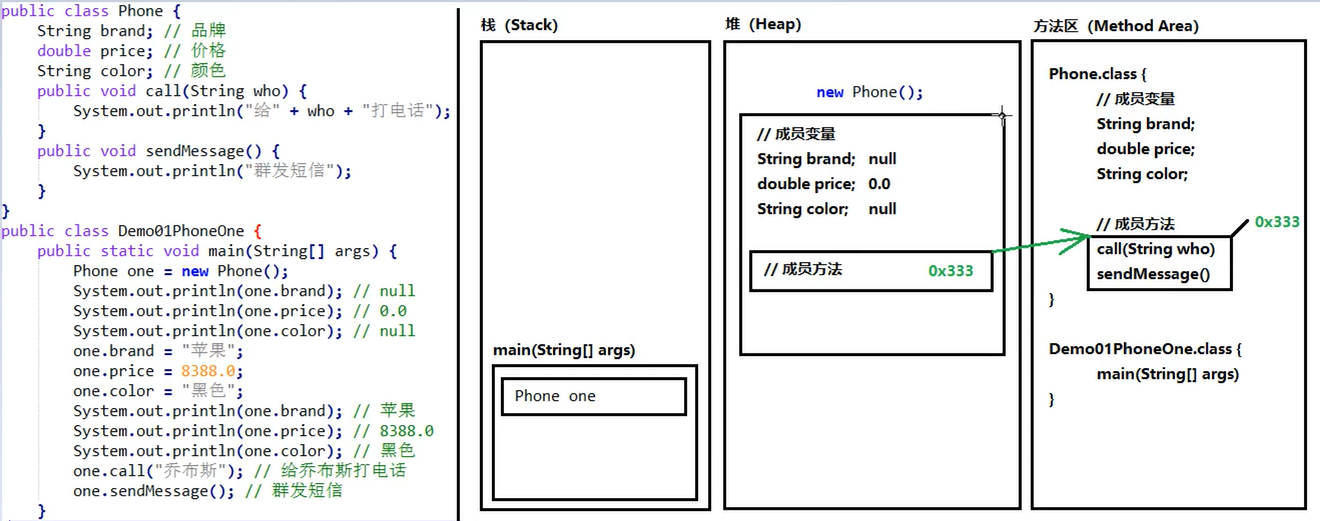 public class Phone {
String brand; // 品牌
double price; // 价格
String color; // 颜色
public void call(String who) {
System.out.println("给" + who + "打电话");
}
public void sendMessage() {
System.out.println("群发短信");
}
}
public class Demo01PhoneOne {
public static void main(String[] args) {
Phone one = new Phone();
System.out.println(one.brand); // null
System.out.println(one.price); // 0.0
System.out.println(one.color); // null
one.brand = "苹果";
one.price = 8388.0;
one.color = "黑色";
System.out.println(one.brand); // 苹果
System.out.println(one.price); // 8388.0
System.out.println(one.color); // 黑色
one.call("乔布斯"); // 给乔布斯打电话
one.sendMessage(); // 群发短信
}
栈（Stack）
main(String[] args)
Phone one
堆（Heap）
new Phone();
// 成员变量
String brand; null
double price; 0.0
String color; null
// 成员方法 0x333
方法区（Method Area）
Phone.class {
// 成员变量
String brand;
double price;
String color;
// 成员方法
0x333
call(String who)
sendMessage()
}
Demo01PhoneOne.class {
main(String[] args)
}